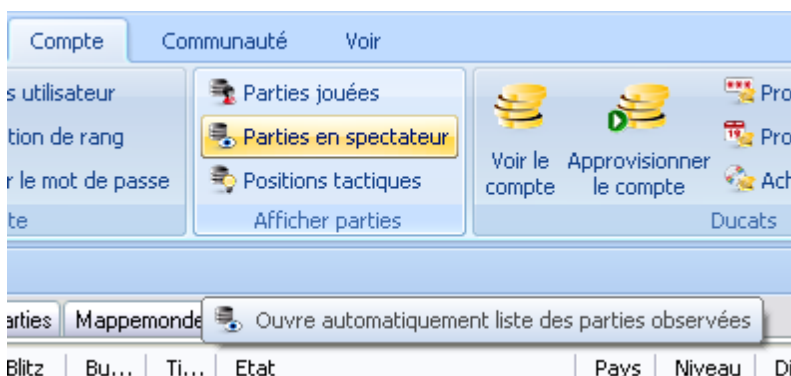 Compte Communauté Voir
s utilisateur Parties jouées Pro
tion de rang Parties en spectateur Pro
r le mot de passe Positions tactiques Voir le compte Approvisionner le compte Ach
te Afficher parties Ducats
arties Mappemonde Ouvre automatiquement liste des parties observées
Blitz Bu... Ti... Etat Pays Niveau Di